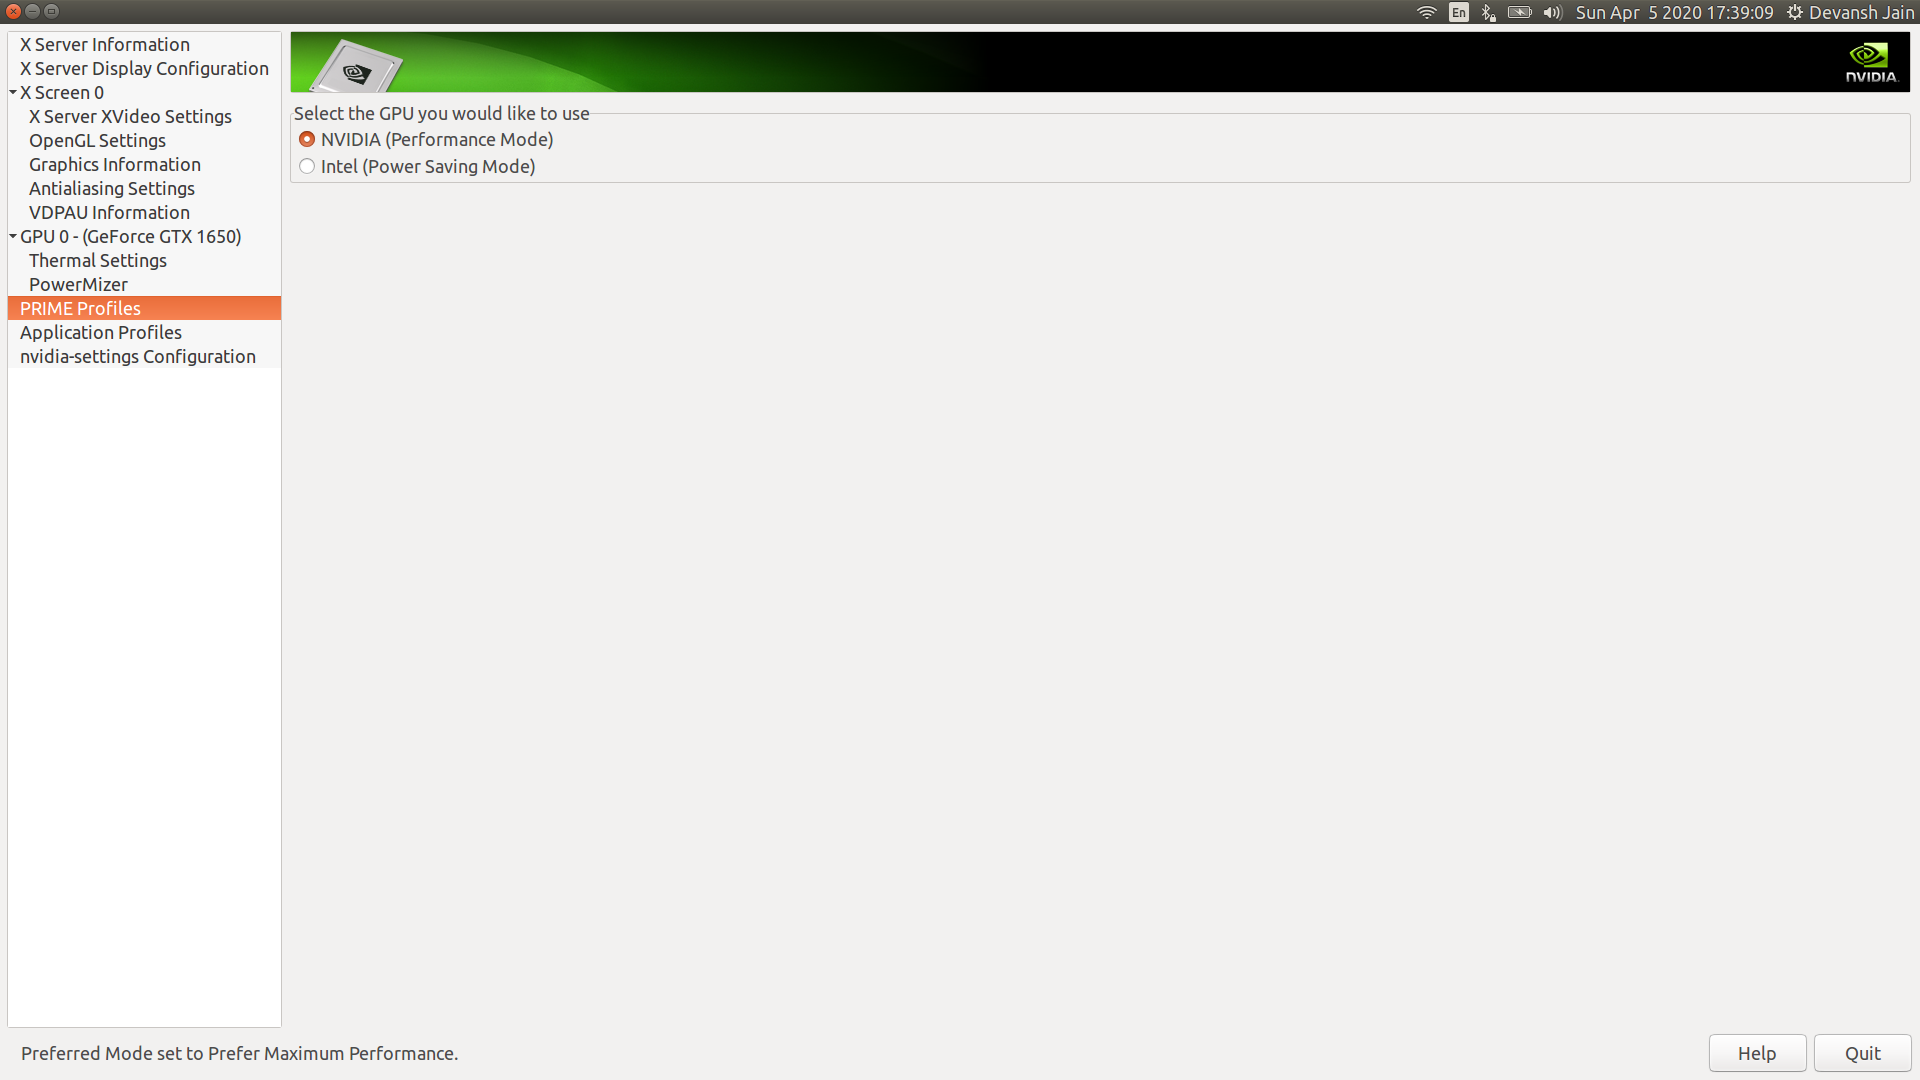 En Sun Apr 5 2020 17:39:09 Devansh Jain
X Server Information
X Server Display Configuration
X Screen 0
X Server XVideo Settings
OpenGL Settings
Graphics Information
Antialiasing Settings
VDPAU Information
GPU 0 - (GeForce GTX 1650)
Thermal Settings
PowerMizer
PRIME Profiles
Application Profiles
nvidia-settings Configuration
NVIDIA
Select the GPU you would like to use
NVIDIA (Performance Mode)
Intel (Power Saving Mode)
Preferred Mode set to Prefer Maximum Performance.
Help Quit